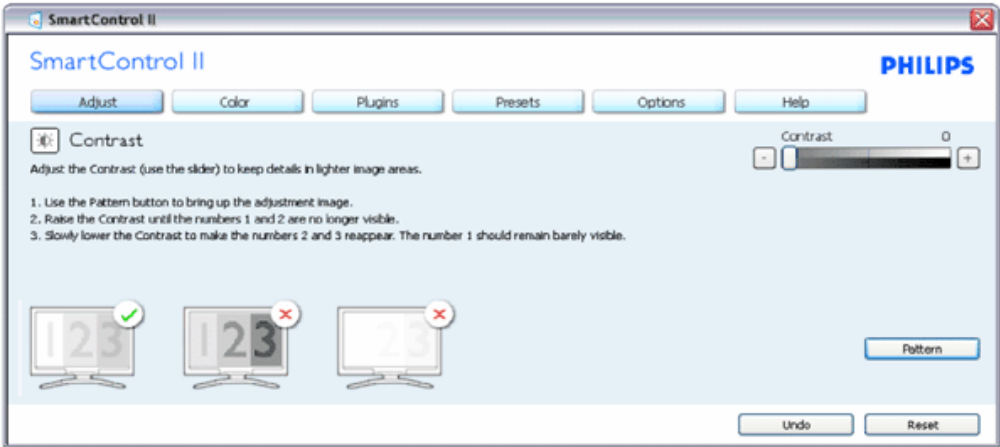 SmartControl II
SmartControl II
PHILIPS
Adjust Color Plugins Presets Options Help
Contrast
Contrast 0
- +
Adjust the Contrast (use the slider) to keep details in lighter image areas.
1. Use the Pattern button to bring up the adjustment image.
2. Raise the Contrast until the numbers 1 and 2 are no longer visible.
3. Slowly lower the Contrast to make the numbers 2 and 3 reappear. The number 1 should remain barely visible.
123 123 23
Pattern
Undo Reset